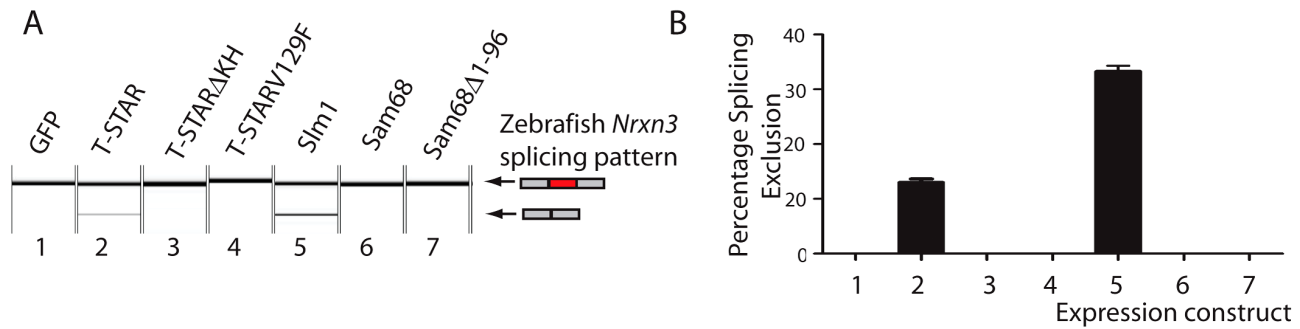 A
GFP
T-STAR
T-STARΔKH
T-STARV129F
Slm1
Sam68
Sam68Δ1-96
Zebrafish Nrxn3
splicing pattern
1 2 3 4 5 6 7
B
Percentage Splicing
Exclusion
40
30
20
20
0
1 2 3 4 5 6 7
Expression construct